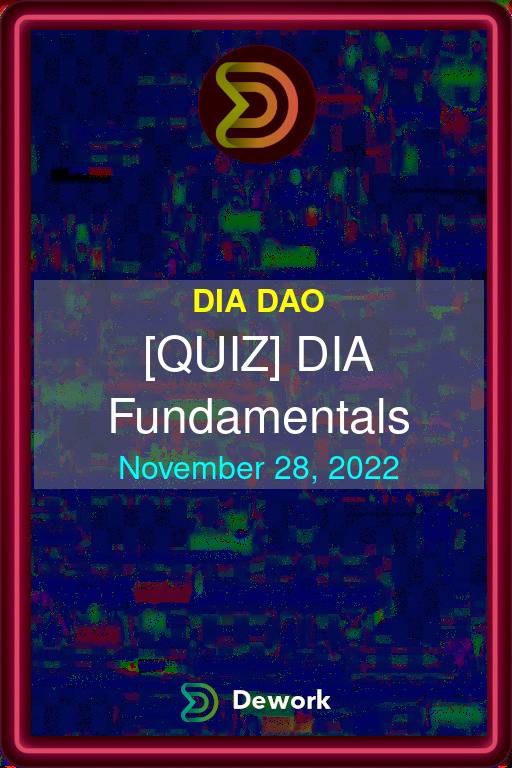 DIA DAO
[QUIZ] DIA
Fundamentals
November 28, 2022
Dework